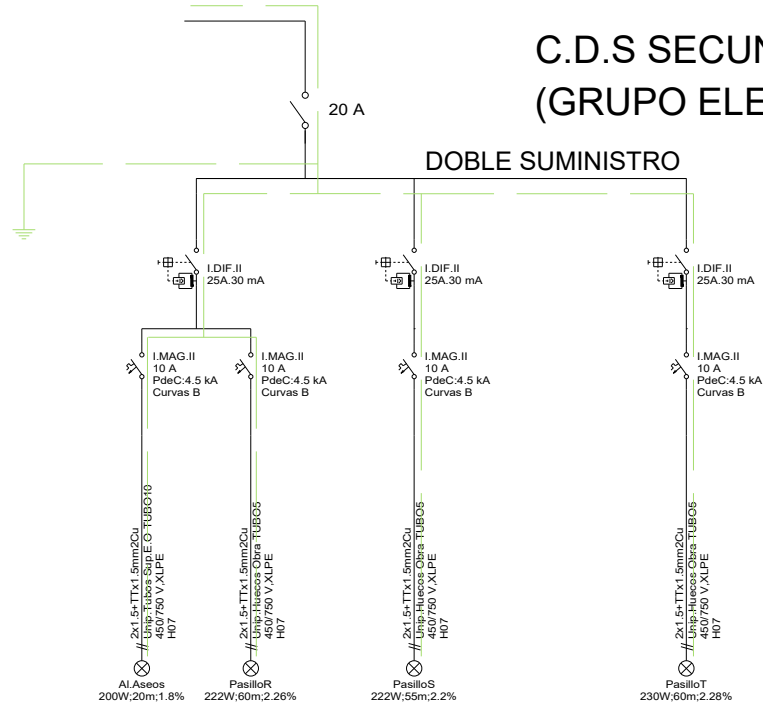 C.D.S SECUN
(GRUPO ELE
20 A
DOBLE SUMINISTRO
I.DIF.II
25A.30 mA
I.DIF.II
25A.30 mA
I.DIF.II
25A.30 mA
I.MAG.II
10 A
PdeC:4.5 kA
Curvas B
I.MAG.II
10 A
PdeC:4.5 kA
Curvas B
I.MAG.II
10 A
PdeC:4.5 kA
Curvas B
I.MAG.II
10 A
PdeC:4.5 kA
Curvas B
2x1.5+TTx1.5mm2Cu
Unip.Tubos Sup.E.O TUBO10
450/750 V,XLPE
H07
2x1.5+TTx1.5mm2Cu
Unip.Huecos Obra TUBO5
450/750 V,XLPE
H07
2x1.5+TTx1.5mm2Cu
Unip.Huecos Obra TUBO5
450/750 V,XLPE
H07
2x1.5+TTx1.5mm2Cu
Unip.Huecos Obra TUBO5
450/750 V,XLPE
H07
Al.Aseos
200W;20m;1.8%
PasilloR
222W;60m;2.26%
PasilloS
222W;55m;2.2%
PasilloT
230W;60m;2.28%